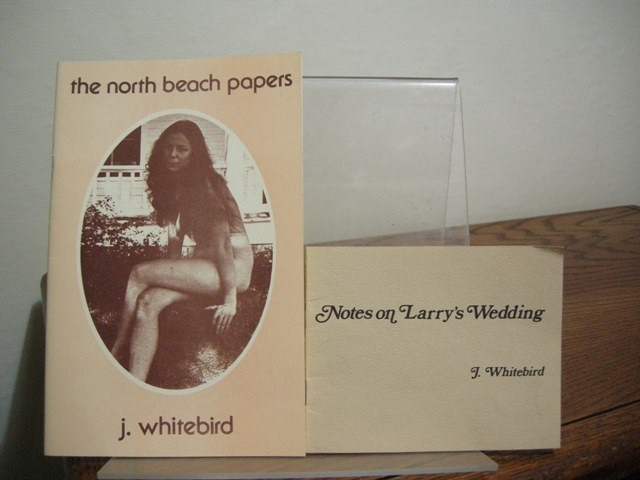 the north beach papers
j. whitebird
Notes on Larry's Wedding
J. Whitebird